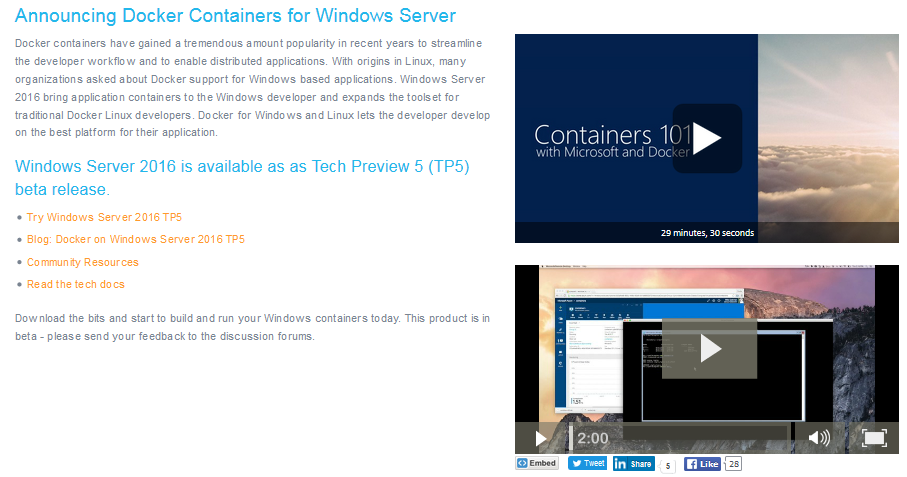 Announcing Docker Containers for Windows Server
Docker containers have gained a tremendous amount popularity in recent years to streamline
the developer workflow and to enable distributed applications. With origins in Linux, many
organizations asked about Docker support for Windows based applications. Windows Server
2016 bring application containers to the Windows developer and expands the toolset for
traditional Docker Linux developers. Docker for Windows and Linux lets the developer develop
on the best platform for their application.
Windows Server 2016 is available as as Tech Preview 5 (TP5)
beta release.
• Try Windows Server 2016 TP5
• Blog: Docker on Windows Server 2016 TP5
• Community Resources
• Read the tech docs
Download the bits and start to build and run your Windows containers today. This product is in
beta - please send your feedback to the discussion forums.
Containers 101
with Microsoft and Docker
29 minutes, 30 seconds
2:00
Embed
Tweet
in Share
5
Like
28